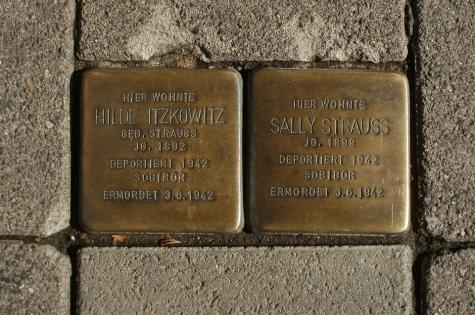 HIER WOHNTE
HILDE ITZKOWITZ
GEB. STRAUSS
JG. 1892
DEPORTIERT 1942
SOBIBOR
ERMORDET 3.6.1942
HIER WOHNTE
SALLY STRAUSS
JG. 1898
DEPORTIERT 1942
SOBIBOR
ERMORDET 3.6.1942